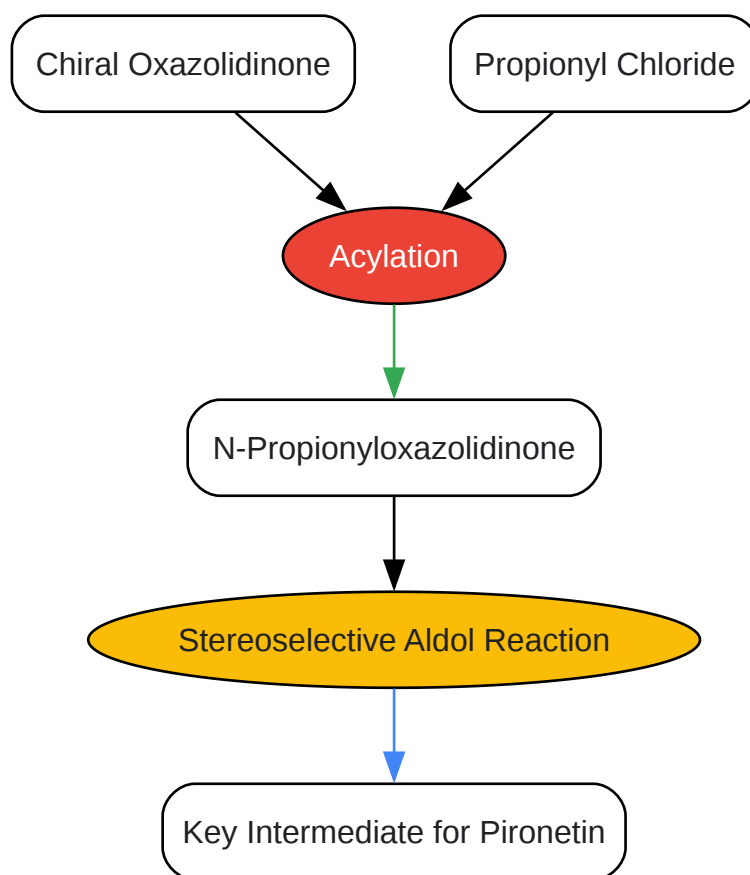 Chiral Oxazolidinone
Propionyl Chloride
Acylation
N-Propionyloxazolidinone
Stereoselective Aldol Reaction
Key Intermediate for Pironetin